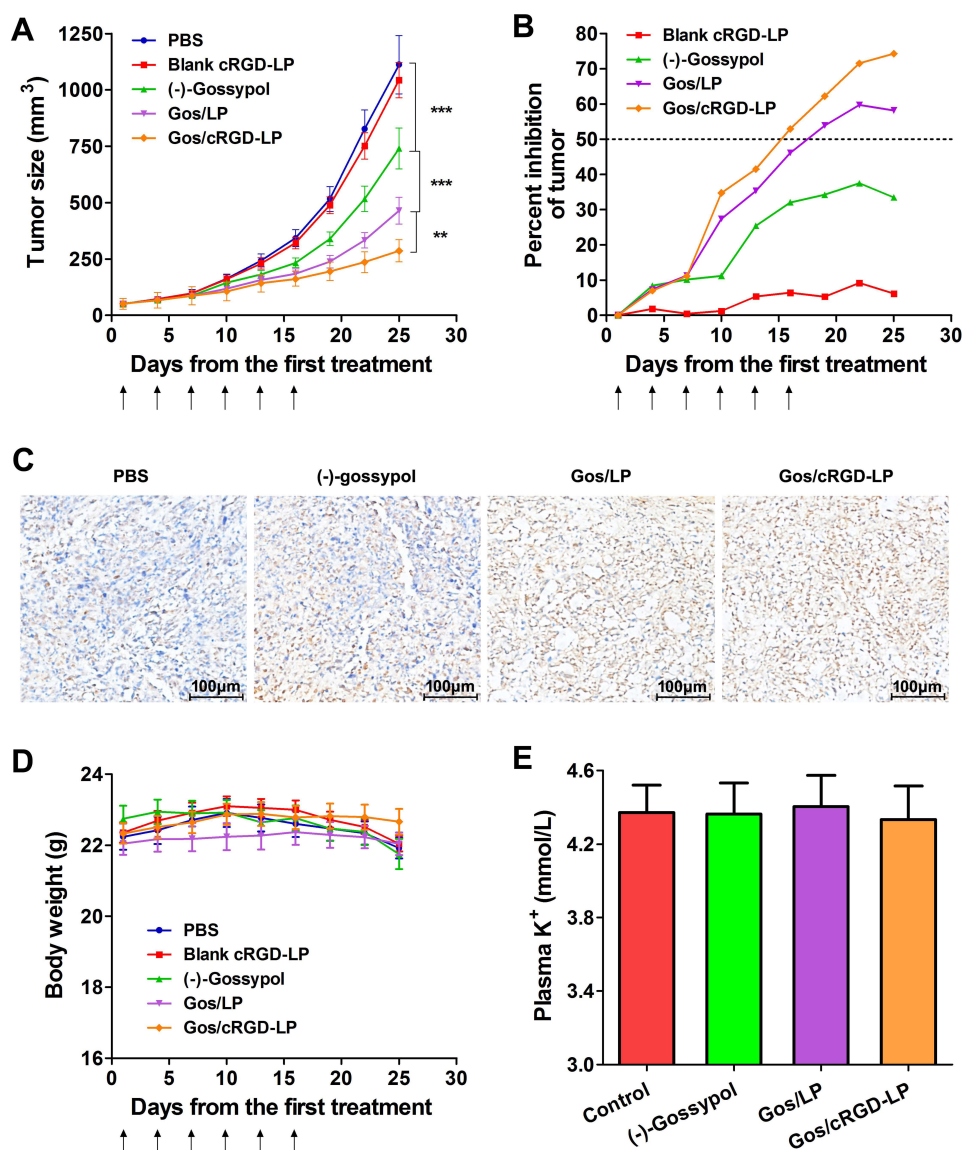 A
1250
1000
750
500
250
0
Tumor size (mm³)
PBS
Blank cRGD-LP
(-)-Gossypol
Gos/LP
Gos/cRGD-LP
***
***
**
0 5 10 15 20 25 30
Days from the first treatment
B
80
70
60
50
40
30
20
10
0
Percent inhibition
of tumor
Blank cRGD-LP
(-)-Gossypol
Gos/LP
Gos/cRGD-LP
0 5 10 15 20 25 30
Days from the first treatment
C
PBS
(-)-gossypol
Gos/LP
Gos/cRGD-LP
100μm
100μm
100μm
100μm
D
24
22
20
18
16
Body weight (g)
PBS
Blank cRGD-LP
(-)-Gossypol
Gos/LP
Gos/cRGD-LP
0 5 10 15 20 25 30
Days from the first treatment
E
4.6
4.2
3.8
3.4
3.0
Plasma K⁺ (mmol/L)
Control
(-)-Gossypol
Gos/LP
Gos/cRGD-LP